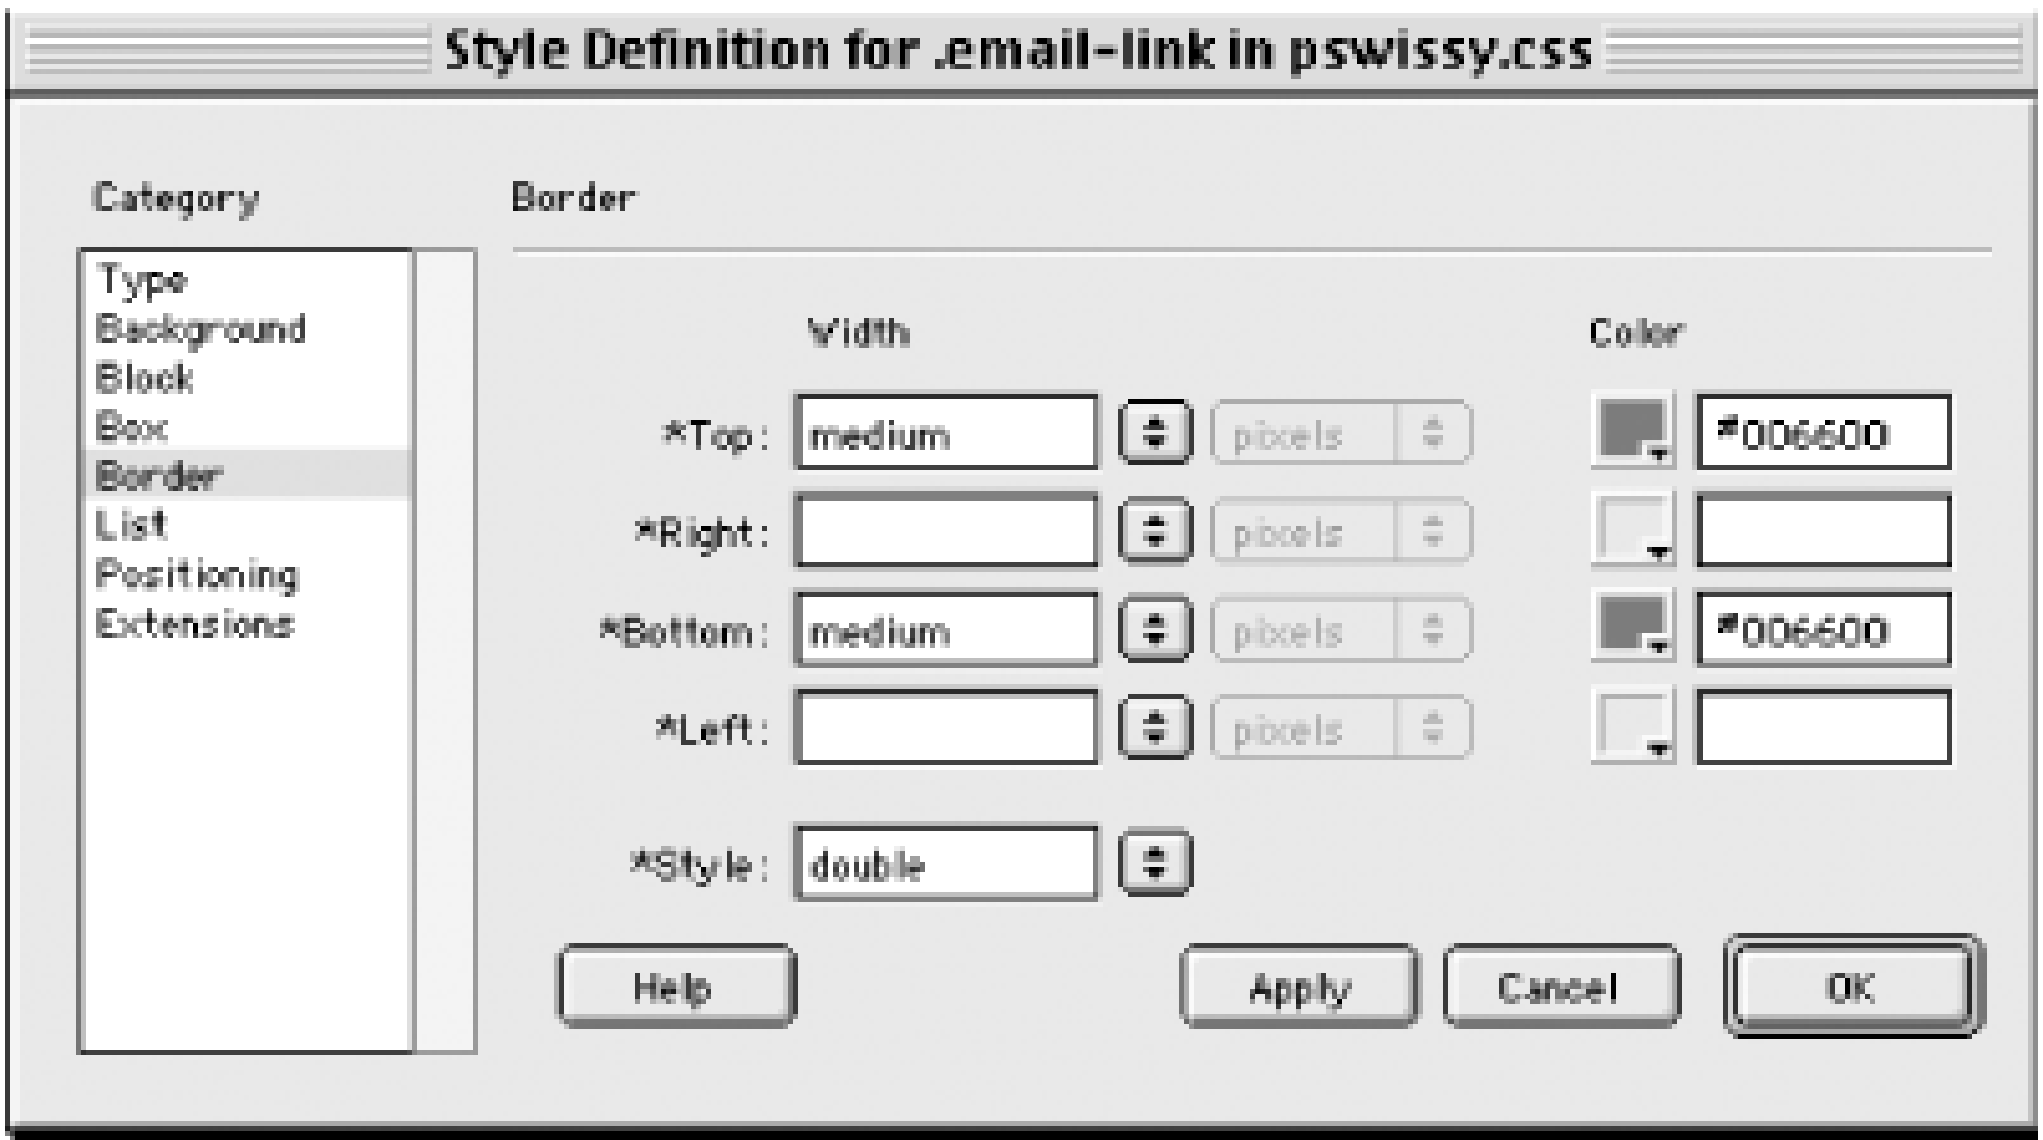 Style Definition for .email-link in pswissy.css
Category
Border
Type
Background
Block
Box
Border
List
Positioning
Extensions
Width
Color
*Top: medium pixels #006600
*Right: pixels
*Bottom: medium pixels #006600
*Left: pixels
*Style: double
Help
Apply
Cancel
OK